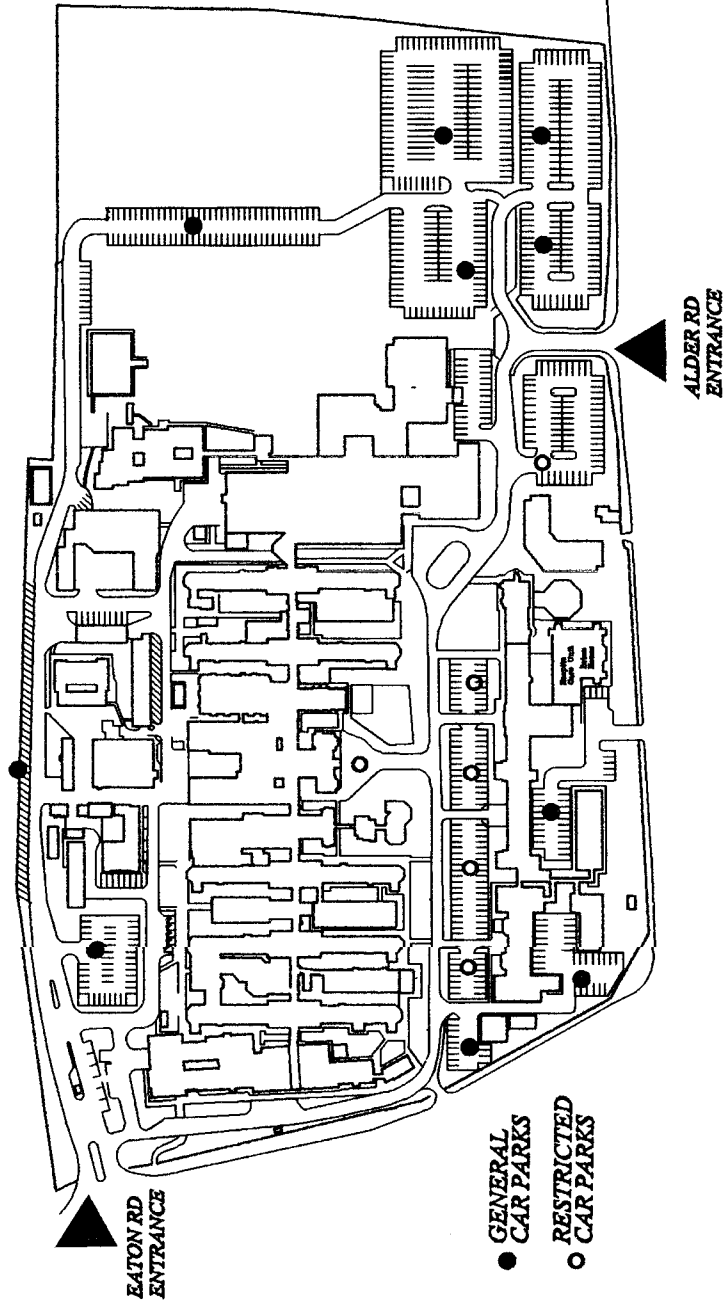 EATON RD
ENTRANCE
GENERAL
CAR PARKS
RESTRICTED
CAR PARKS
ALDER RD
ENTRANCE